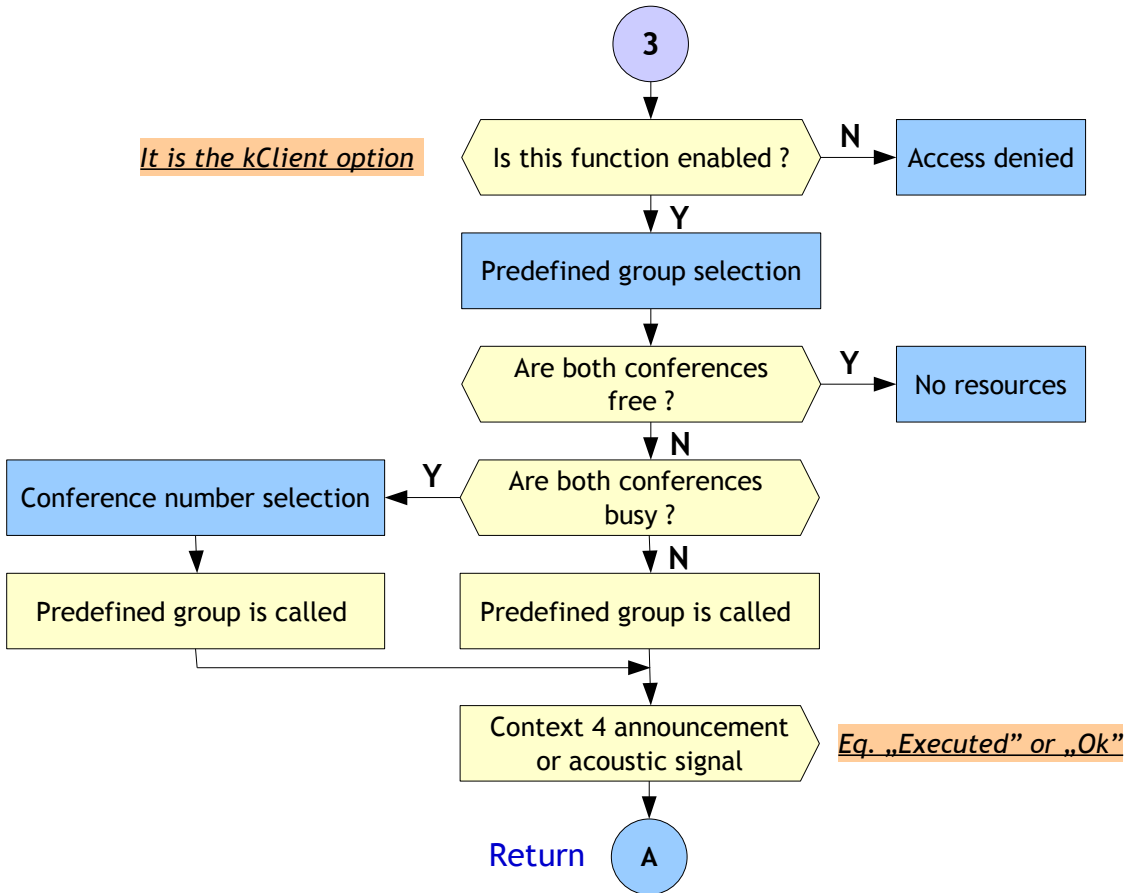 3
It is the kClient option
Is this function enabled ?
N
Access denied
Y
Predefined group selection
Are both conferences
free ?
Y
No resources
N
Conference number selection
Y
Are both conferences
busy ?
N
Predefined group is called
Predefined group is called
Context 4 announcement
or acoustic signal
Eq. „Executed” or „Ok”
Return
A